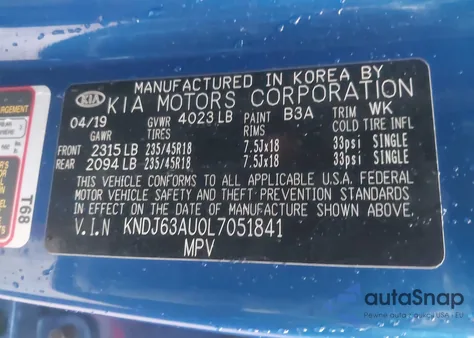 MANUFACTURED IN KOREA BY
KIA KIA MOTORS CORPORATION
04/19 GVWR 4023 LB PAINT B3A TRIM WK
GAWR TIRES RIMS COLD TIRE INFL
FRONT 2315 LB 235/45R18 7.5Jx18 33psi SINGLE
REAR 2094 LB 235/45R18 7.5Jx18 33psi SINGLE
THIS VEHICLE CONFORMS TO ALL APPLICABLE U.S.A. FEDERAL
MOTOR VEHICLE SAFETY AND THEFT PREVENTION STANDARDS
IN EFFECT ON THE DATE OF MANUFACTURE SHOWN ABOVE.
V.I.N KNDJ63AU0L7051841
MPV
T68
autoSnap